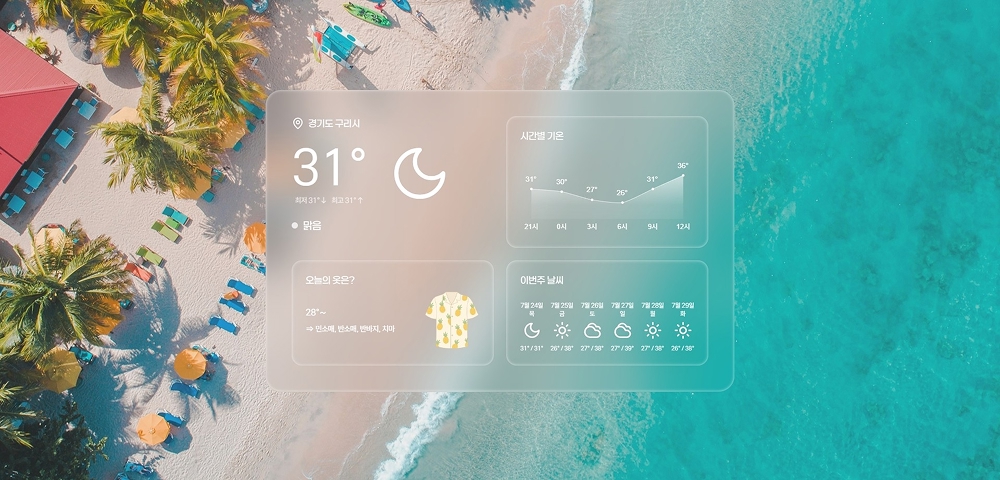 경기도 구리시
31°
최저 31°↓ 최고 31°↑
맑음
시간별 기온
31° 30° 27° 26° 31° 36°
21시 0시 3시 6시 9시 12시
오늘의 옷은?
28°~
⇒ 민소매, 반소매, 반바지, 치마
이번주 날씨
7월 24일 7월 25일 7월 26일 7월 27일 7월 28일 7월 29일
목 금 토 일 월 화
31° / 31° 26° / 38° 27° / 38° 27° / 39° 27° / 38° 26° / 38°